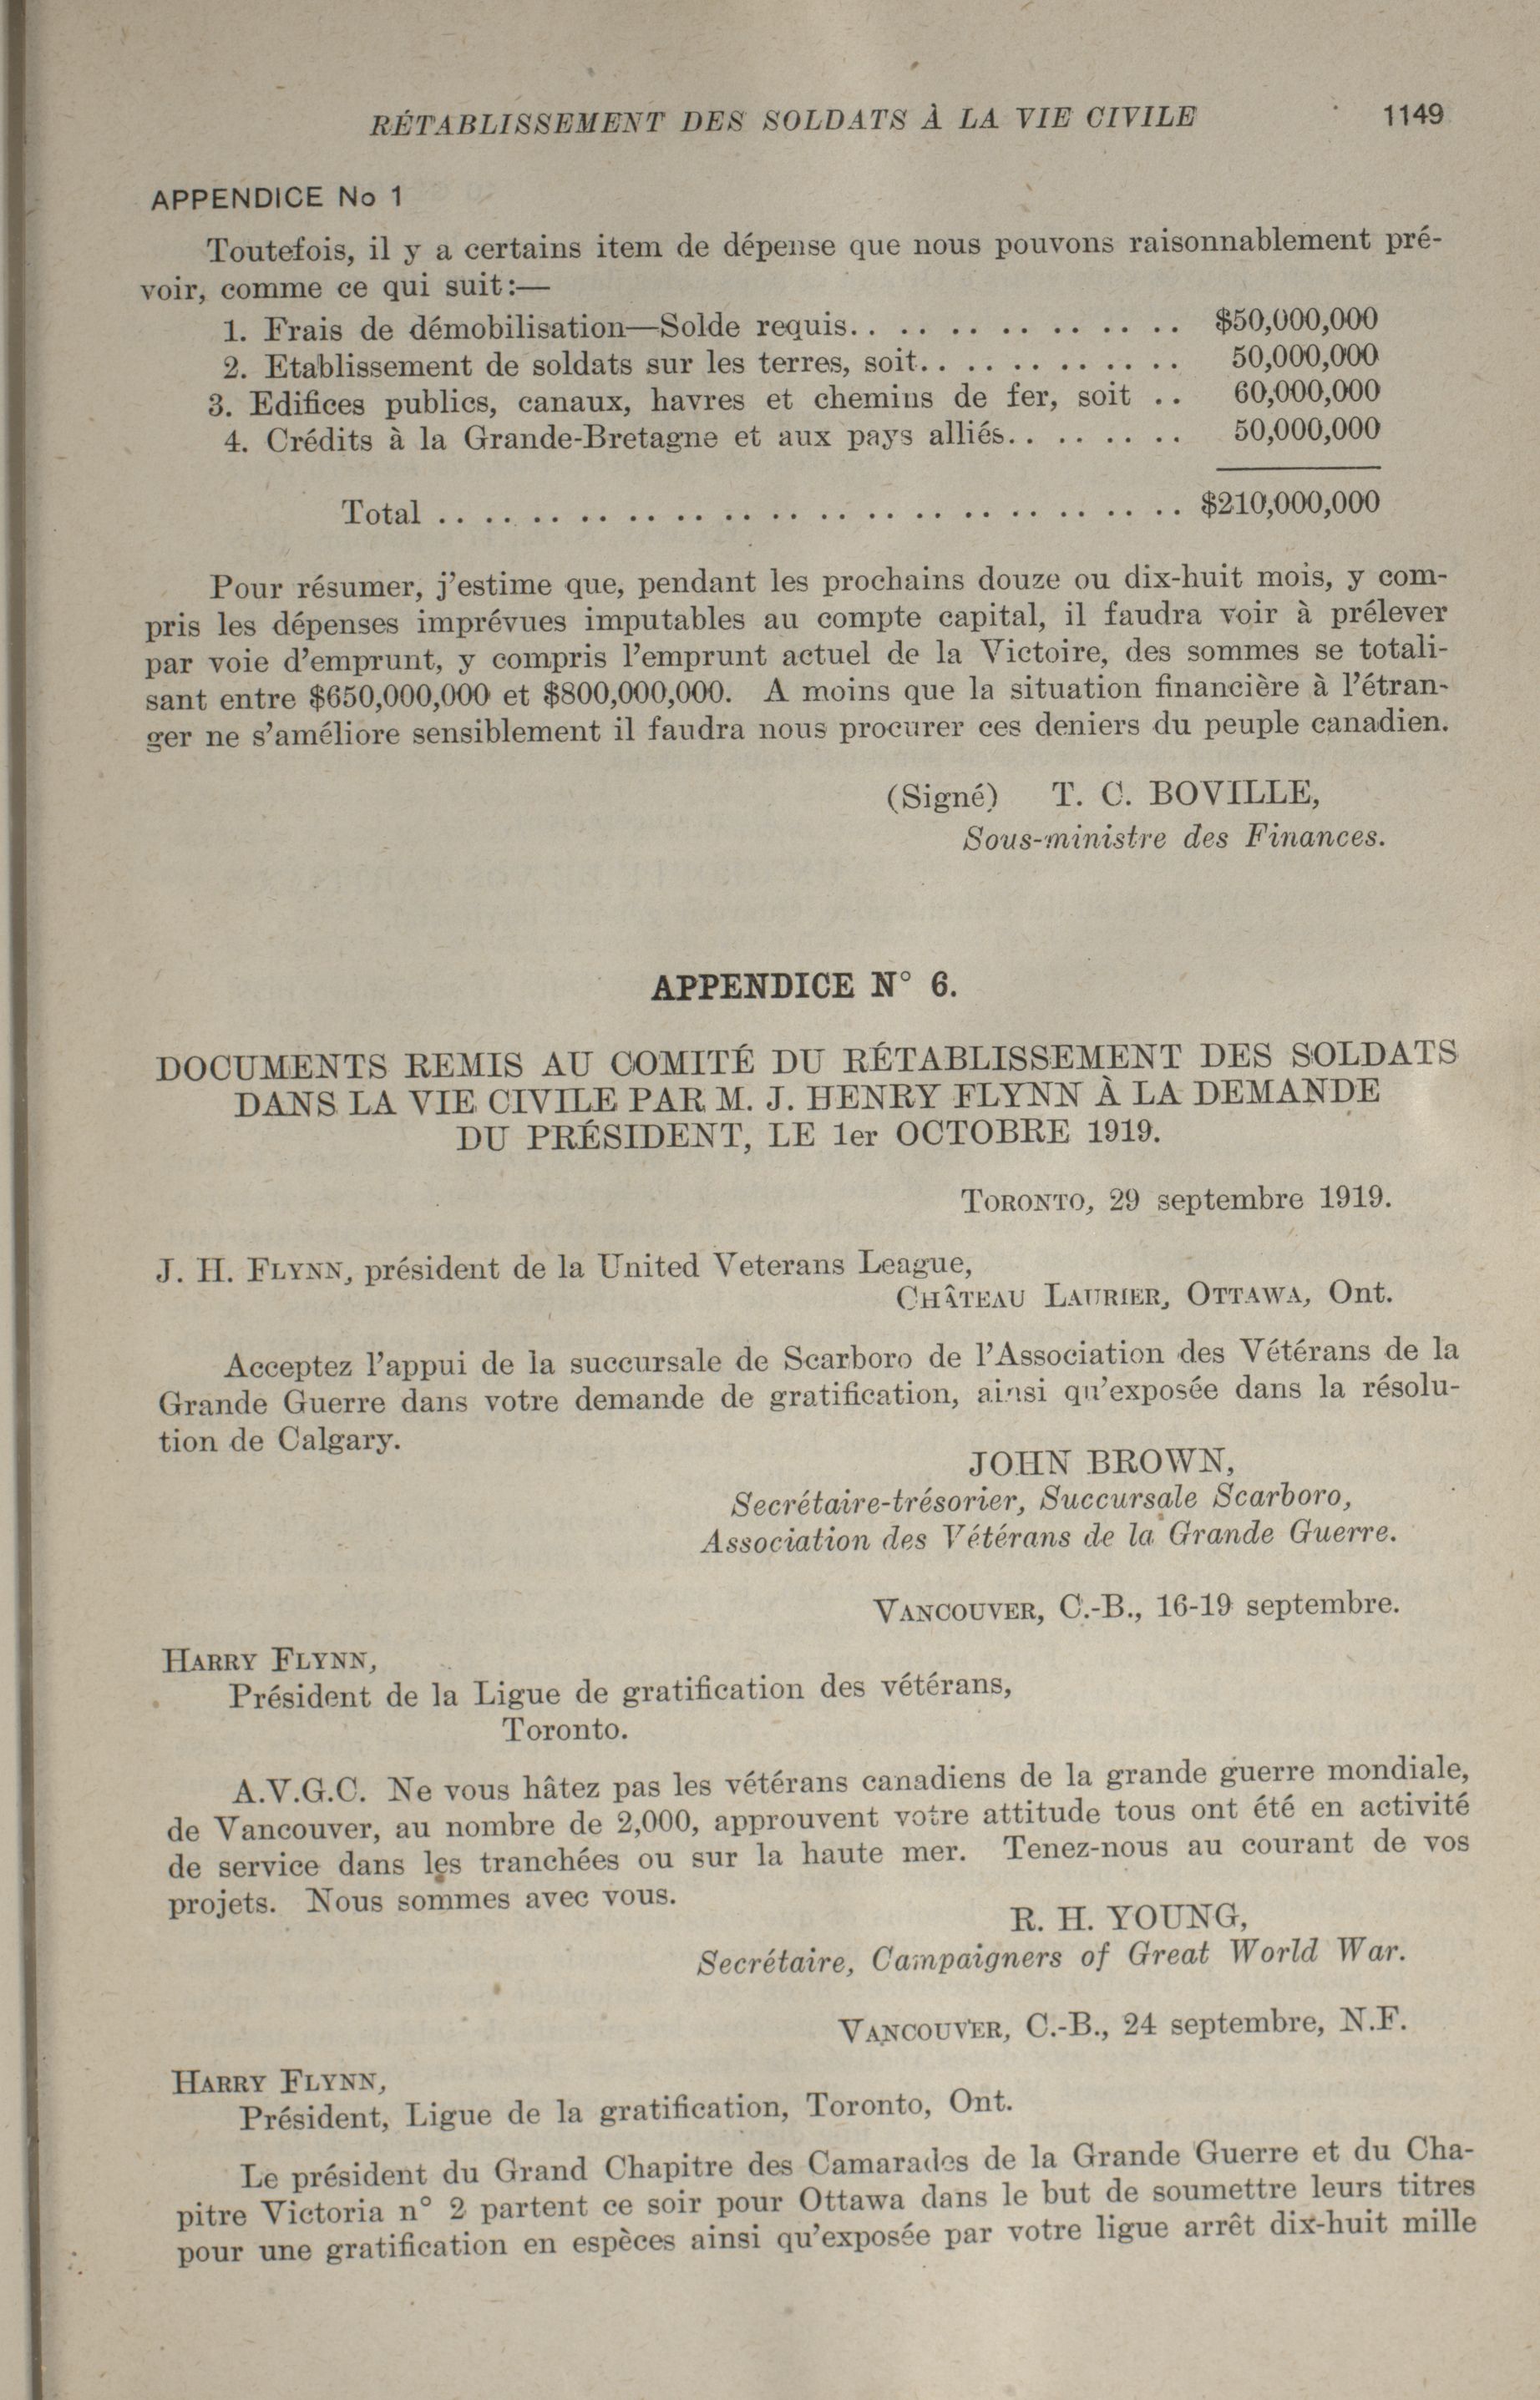 RÉTABLISSEMENT DES SOLDATS À LA VIE CIVILE 1149
APPENDICE No 1
Toutefois, il y a certains item de dépense que nous pouvons raisonnablement pré-
voir, comme ce qui suit:—
1. Frais de démobilisation—Solde requis. . . . . . . . . . . . . . $50,000,000
2. Etablissement de soldats sur les terres, soit. . . . . . . . . . . . 50,000,000
3. Edifices publics, canaux, havres et chemins de fer, soit . . 60,000,000
4. Crédits à la Grande-Bretagne et aux pays alliés. . . . . . . . 50,000,000
Total . . . . . . . . . . . . . . . . . . . . . . . . . . . . . . . . $210,000,000
Pour résumer, j'estime que, pendant les prochains douze ou dix-huit mois, y com-
pris les dépenses imprévues imputables au compte capital, il faudra voir à prélever
par voie d'emprunt, y compris l'emprunt actuel de la Victoire, des sommes se totali-
sant entre $650,000,000 et $800,000,000. A moins que la situation financière à l'étran-
ger ne s'améliore sensiblement il faudra nous procurer ces deniers du peuple canadien.
(Signé) T. C. BOVILLE,
Sous-ministre des Finances.
APPENDICE N° 6.
DOCUMENTS REMIS AU COMITÉ DU RÉTABLISSEMENT DES SOLDATS
DANS LA VIE CIVILE PAR M. J. HENRY FLYNN À LA DEMANDE
DU PRÉSIDENT, LE 1er OCTOBRE 1919.
TORONTO, 29 septembre 1919.
J. H. FLYNN, président de la United Veterans League,
CHÂTEAU LAURIER, OTTAWA, Ont.
Acceptez l'appui de la succursale de Scarboro de l'Association des Vétérans de la
Grande Guerre dans votre demande de gratification, ainsi qu'exposée dans la résolu-
tion de Calgary.
JOHN BROWN,
Secrétaire-trésorier, Succursale Scarboro,
Association des Vétérans de la Grande Guerre.
VANCOUVER, C.-B., 16-19 septembre.
HARRY FLYNN,
Président de la Ligue de gratification des vétérans,
Toronto.
A.V.G.C. Ne vous hâtez pas les vétérans canadiens de la grande guerre mondiale,
de Vancouver, au nombre de 2,000, approuvent votre attitude tous ont été en activité
de service dans les tranchées ou sur la haute mer. Tenez-nous au courant de vos
projets. Nous sommes avec vous.
R. H. YOUNG,
Secrétaire, Campaigners of Great World War.
VANCOUVER, C.-B., 24 septembre, N.F.
HARRY FLYNN,
Président, Ligue de la gratification, Toronto, Ont.
Le président du Grand Chapitre des Camarades de la Grande Guerre et du Cha-
pitre Victoria n° 2 partent ce soir pour Ottawa dans le but de soumettre leurs titres
pour une gratification en espèces ainsi qu'exposée par votre ligue arrêt dix-huit mille